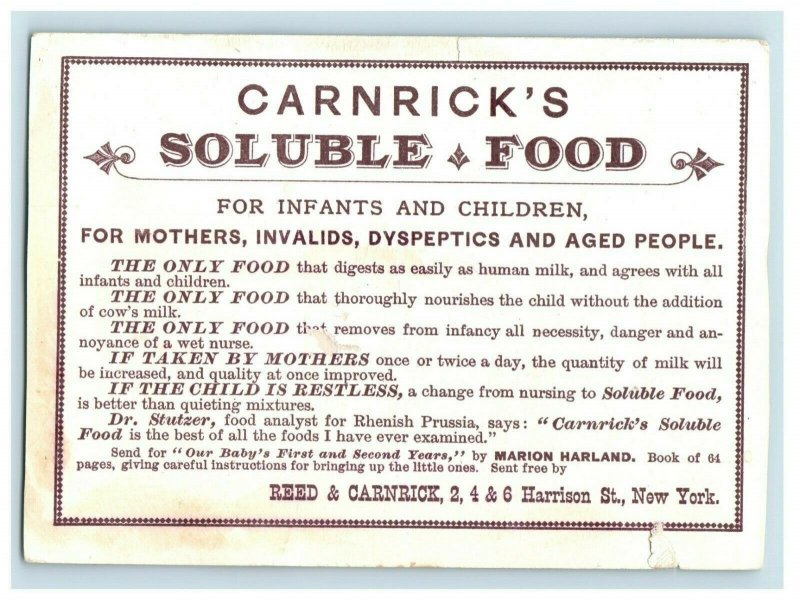 CARNRICK'S
SOLUBLE FOOD
FOR INFANTS AND CHILDREN,
FOR MOTHERS, INVALIDS, DYSPEPTICS AND AGED PEOPLE.
THE ONLY FOOD that digests as easily as human milk, and agrees with all
infants and children.
THE ONLY FOOD that thoroughly nourishes the child without the addition
of cow's milk.
THE ONLY FOOD that removes from infancy all necessity, danger and an-
noyance of a wet nurse.
IF TAKEN BY MOTHERS once or twice a day, the quantity of milk will
be increased, and quality at once improved.
IF THE CHILD IS RESTLESS, a change from nursing to Soluble Food,
is better than quieting mixtures.
Dr. Stutzer, food analyst for Rhenish Prussia, says: "Carnrick's Soluble
Food is the best of all the foods I have ever examined."
Send for "Our Baby's First and Second Years," by MARION HARLAND. Book of 64
pages, giving careful instructions for bringing up the little ones. Sent free by
REED & CARNRICK, 2, 4 & 6 Harrison St., New York.